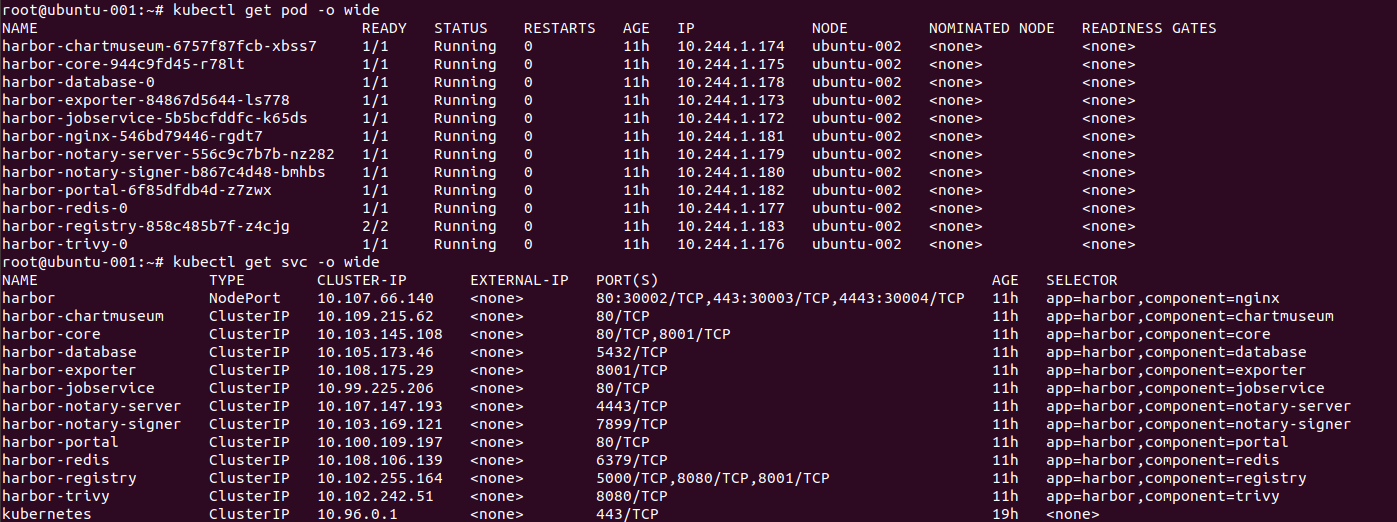 root@ubuntu-001:~# kubectl get pod -o wide
NAME READY STATUS RESTARTS AGE IP NODE NOMINATED NODE READINESS GATES
harbor-chartmuseum-6757f87fcb-xbss7 1/1 Running 0 11h 10.244.1.174 ubuntu-002 <none> <none>
harbor-core-944c9fd45-r78lt 1/1 Running 0 11h 10.244.1.175 ubuntu-002 <none> <none>
harbor-database-0 1/1 Running 0 11h 10.244.1.178 ubuntu-002 <none> <none>
harbor-exporter-84867d5644-ls778 1/1 Running 0 11h 10.244.1.173 ubuntu-002 <none> <none>
harbor-jobservice-5b5bcfddfc-k65ds 1/1 Running 0 11h 10.244.1.172 ubuntu-002 <none> <none>
harbor-nginx-546bd79446-rgdt7 1/1 Running 0 11h 10.244.1.181 ubuntu-002 <none> <none>
harbor-notary-server-556c9c7b7b-nz282 1/1 Running 0 11h 10.244.1.179 ubuntu-002 <none> <none>
harbor-notary-signer-b867c4d48-bmhbs 1/1 Running 0 11h 10.244.1.180 ubuntu-002 <none> <none>
harbor-portal-6f85dfdb4d-z7zwx 1/1 Running 0 11h 10.244.1.182 ubuntu-002 <none> <none>
harbor-redis-0 1/1 Running 0 11h 10.244.1.177 ubuntu-002 <none> <none>
harbor-registry-858c485b7f-z4cjg 2/2 Running 0 11h 10.244.1.183 ubuntu-002 <none> <none>
harbor-trivy-0 1/1 Running 0 11h 10.244.1.176 ubuntu-002 <none> <none>
root@ubuntu-001:~# kubectl get svc -o wide
NAME TYPE CLUSTER-IP EXTERNAL-IP PORT(S) AGE SELECTOR
harbor NodePort 10.107.66.140 <none> 80:30002/TCP,443:30003/TCP,4443:30004/TCP 11h app=harbor,component=nginx
harbor-chartmuseum ClusterIP 10.109.215.62 <none> 80/TCP 11h app=harbor,component=chartmuseum
harbor-core ClusterIP 10.103.145.108 <none> 80/TCP,8001/TCP 11h app=harbor,component=core
harbor-database ClusterIP 10.105.173.46 <none> 5432/TCP 11h app=harbor,component=database
harbor-exporter ClusterIP 10.108.175.29 <none> 8001/TCP 11h app=harbor,component=exporter
harbor-jobservice ClusterIP 10.99.225.206 <none> 80/TCP 11h app=harbor,component=jobservice
harbor-notary-server ClusterIP 10.107.147.193 <none> 4443/TCP 11h app=harbor,component=notary-server
harbor-notary-signer ClusterIP 10.103.169.121 <none> 7899/TCP 11h app=harbor,component=notary-signer
harbor-portal ClusterIP 10.100.109.197 <none> 80/TCP 11h app=harbor,component=portal
harbor-redis ClusterIP 10.108.106.139 <none> 6379/TCP 11h app=harbor,component=redis
harbor-registry ClusterIP 10.102.255.164 <none> 5000/TCP,8080/TCP,8001/TCP 11h app=harbor,component=registry
harbor-trivy ClusterIP 10.102.242.51 <none> 8080/TCP 11h app=harbor,component=trivy
kubernetes ClusterIP 10.96.0.1 <none> 443/TCP 19h <none>